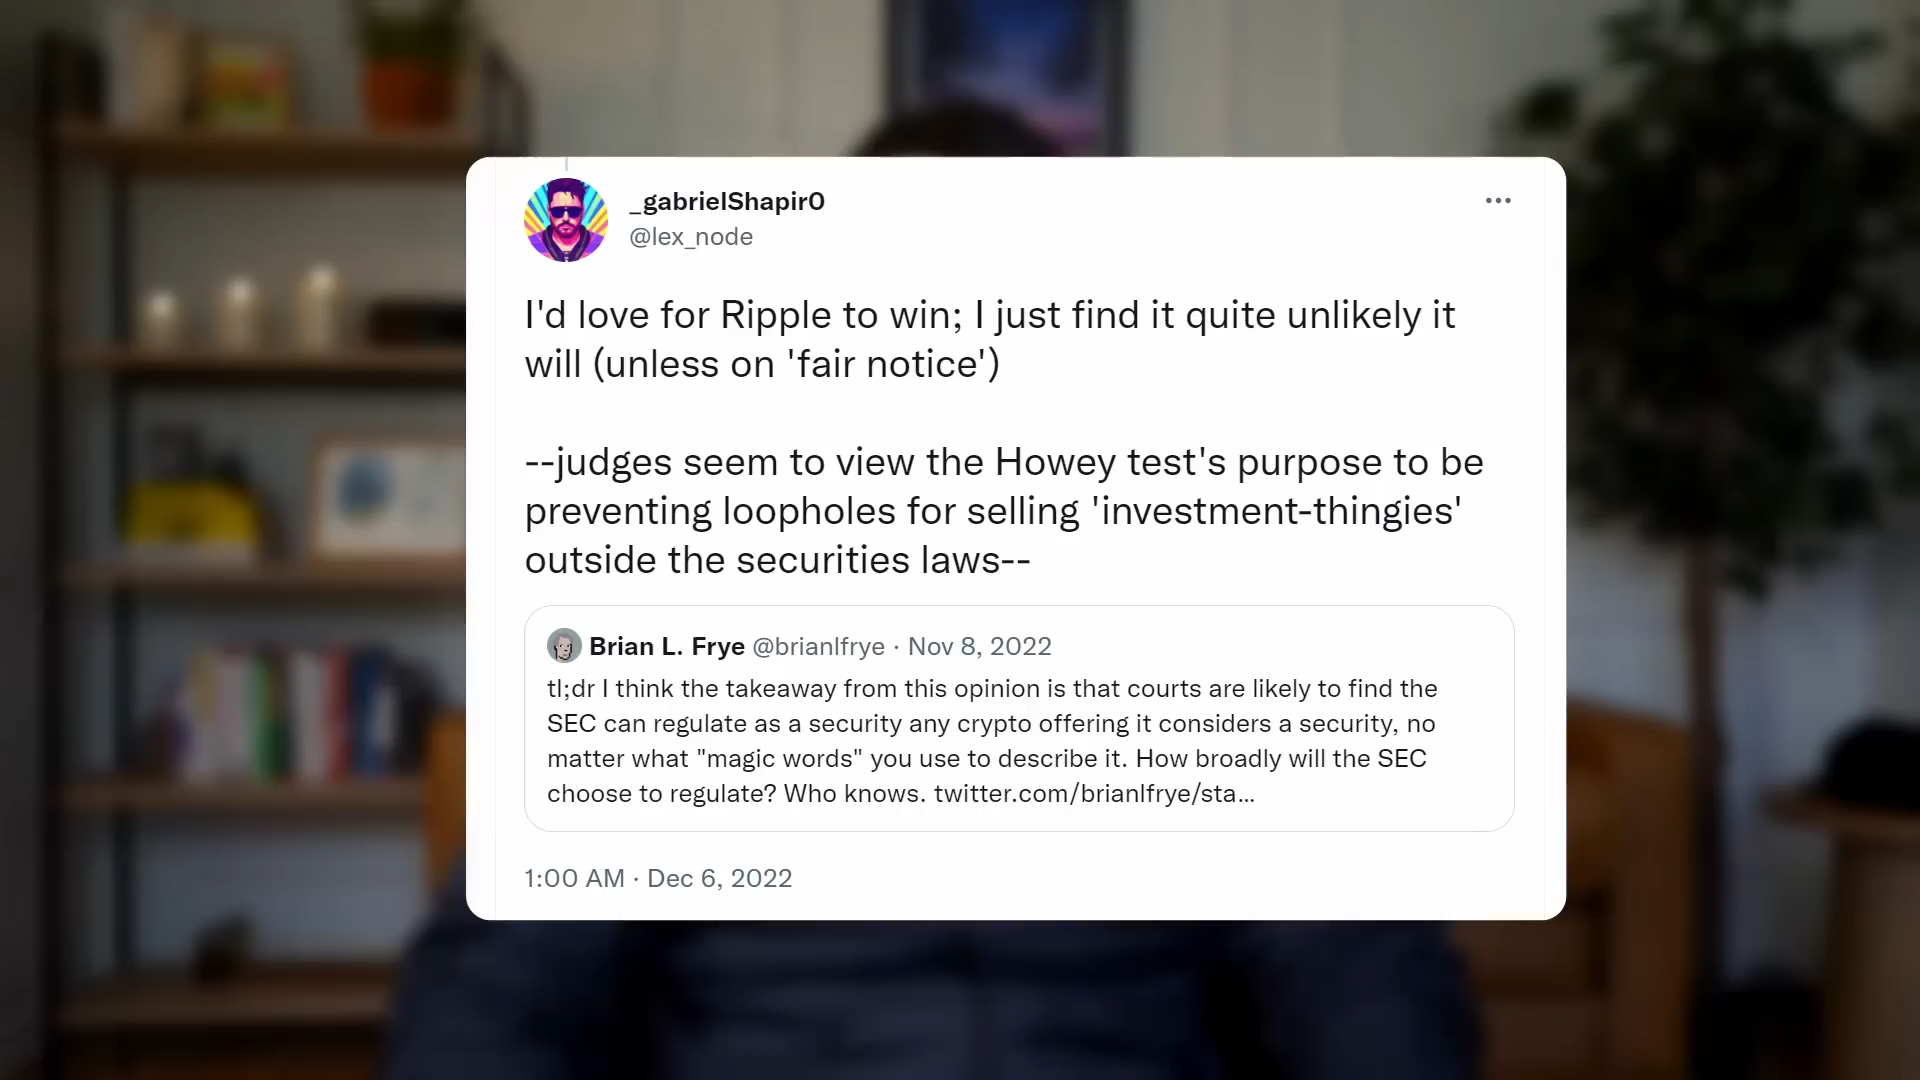 _gabrielShapir0
@lex_node
I'd love for Ripple to win; I just find it quite unlikely it
will (unless on 'fair notice')
--judges seem to view the Howey test's purpose to be
preventing loopholes for selling 'investment-thingies'
outside the securities laws--
Brian L. Frye @brianlfrye · Nov 8, 2022
tl;dr I think the takeaway from this opinion is that courts are likely to find the
SEC can regulate as a security any crypto offering it considers a security, no
matter what "magic words" you use to describe it. How broadly will the SEC
choose to regulate? Who knows. twitter.com/brianlfrye/sta...
1:00 AM · Dec 6, 2022